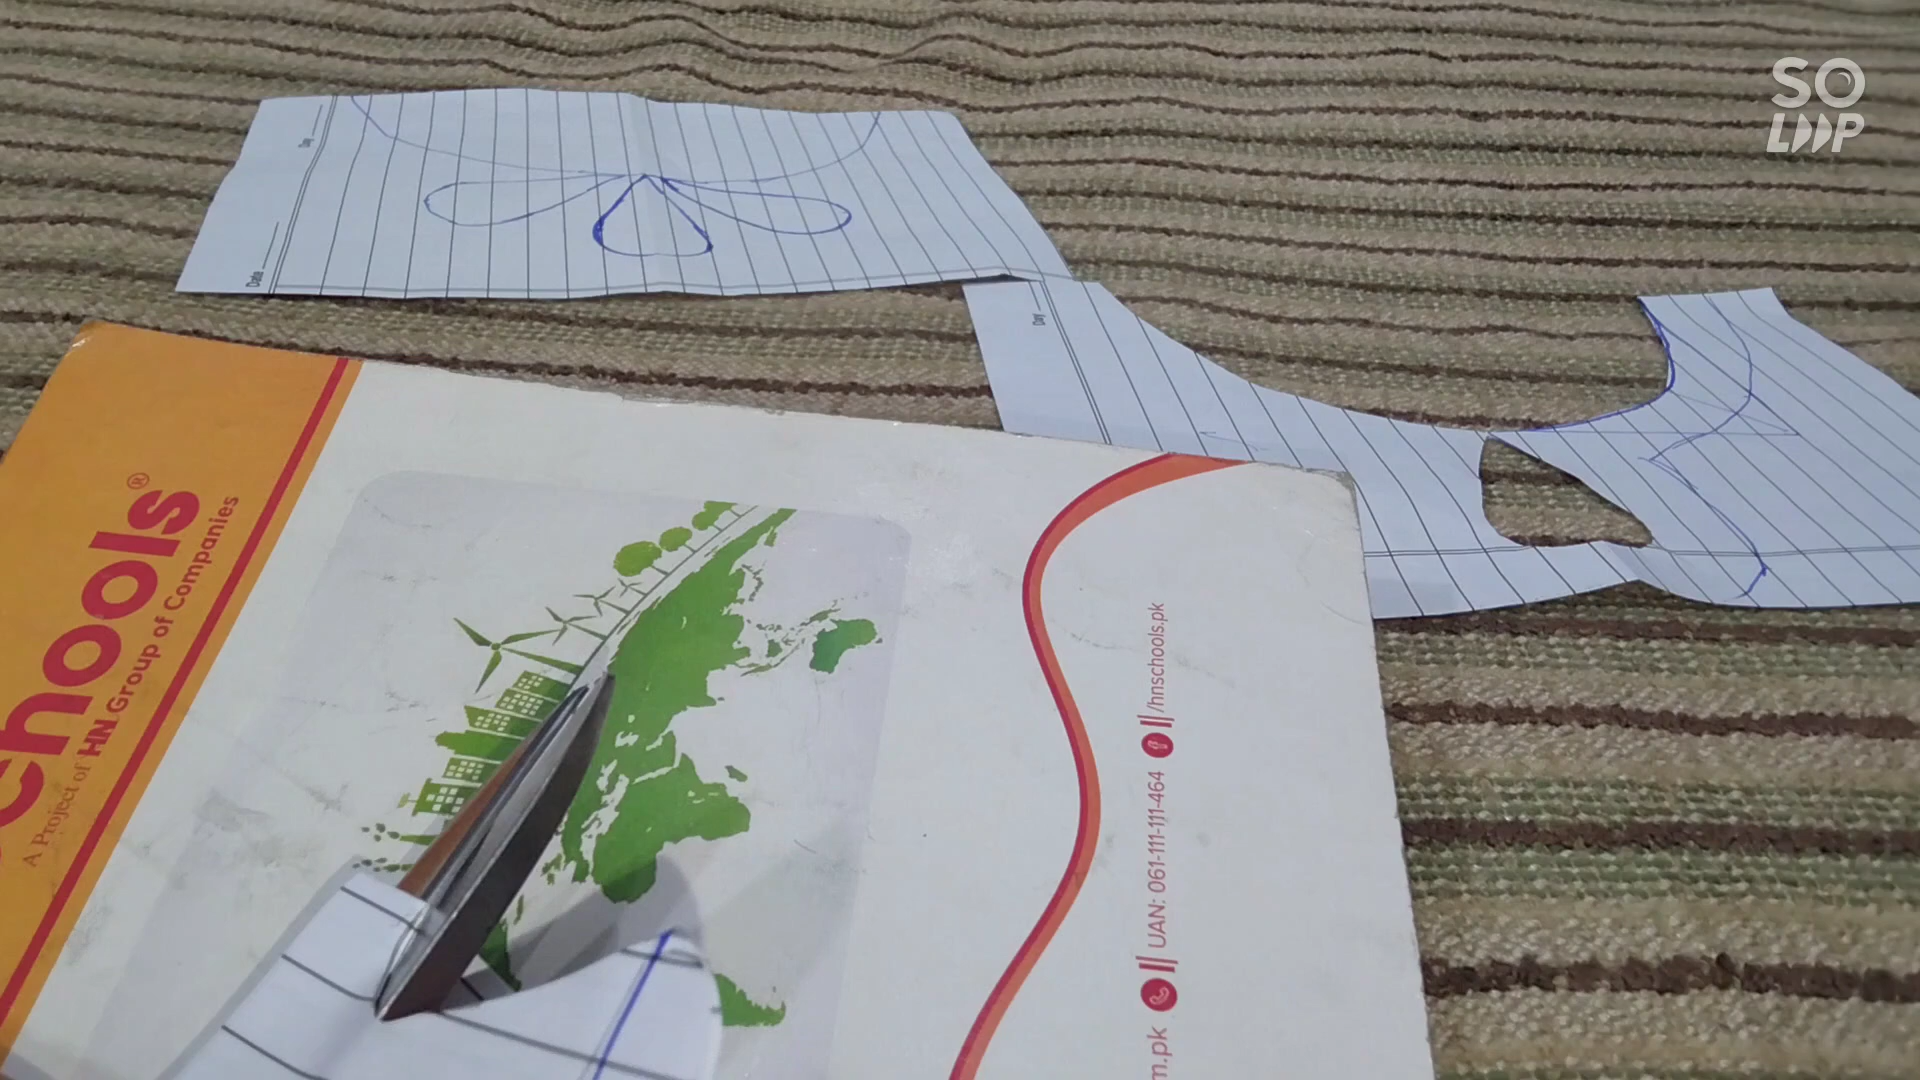 SO
LOOP
Day
Date
Day
chools®
A Project of HN Group of Companies
/hnschools.pk
UAN: 061-111-111-464
m.pk